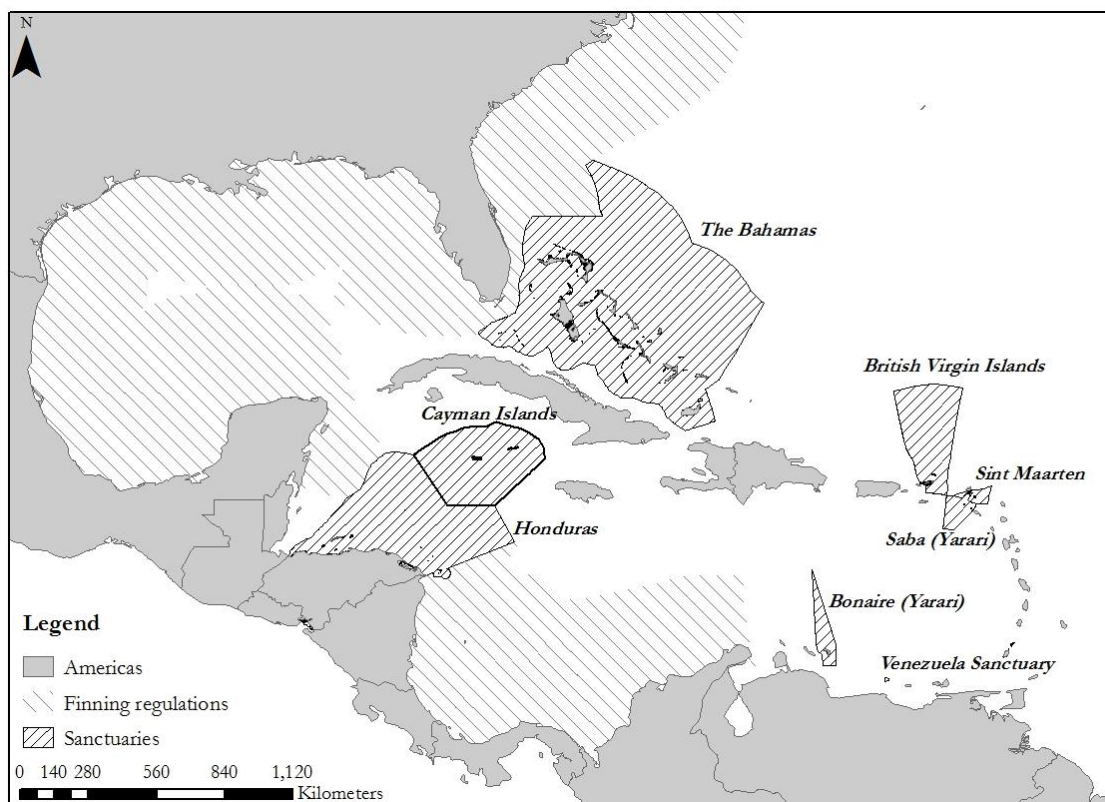 N
The Bahamas
British Virgin Islands
Cayman Islands
Sint Maarten
Honduras
Saba (Yarari)
Bonaire (Yarari)
Venezuela Sanctuary
Legend
Americas
Finning regulations
Sanctuaries
0 140 280 560 840 1,120
Kilometers